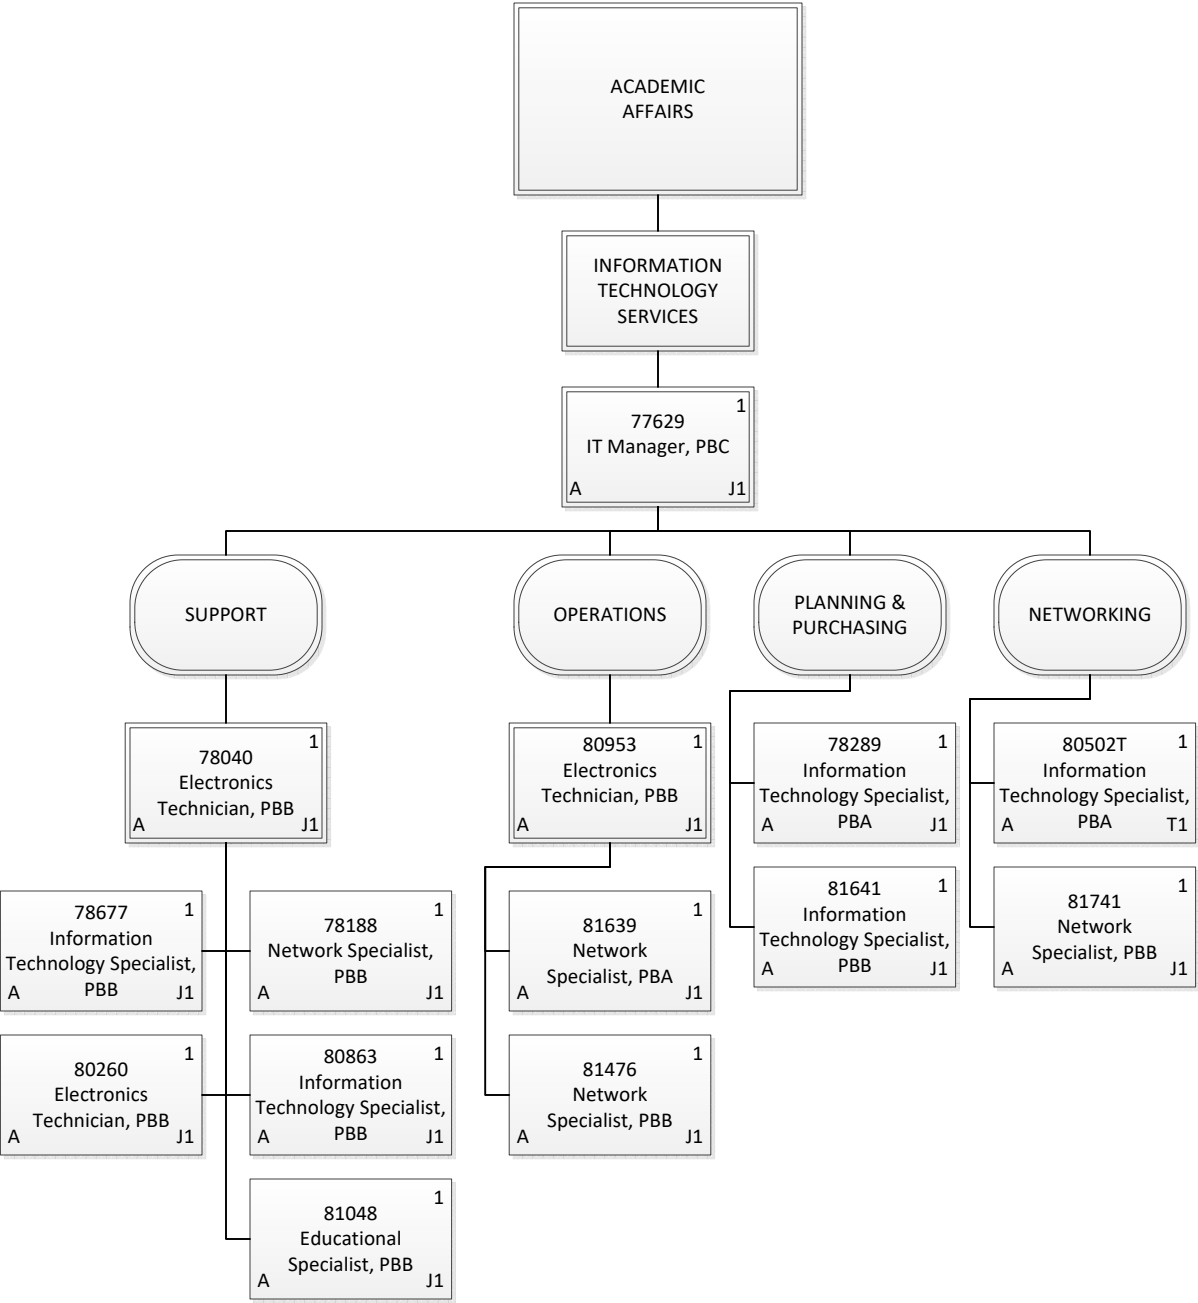 ACADEMIC
AFFAIRS
INFORMATION
TECHNOLOGY
SERVICES
1
77629
IT Manager, PBC
A J1
SUPPORT
OPERATIONS
PLANNING &
PURCHASING
NETWORKING
1
78040
Electronics
Technician, PBB
A J1
1
78677
Information
Technology Specialist,
PBB
A J1
1
78188
Network Specialist,
PBB
A J1
1
80260
Electronics
Technician, PBB
A J1
1
80863
Information
Technology Specialist,
PBB
A J1
1
81048
Educational
Specialist, PBB
A J1
1
80953
Electronics
Technician, PBB
A J1
1
81639
Network
Specialist, PBA
A J1
1
81476
Network
Specialist, PBB
A J1
1
78289
Information
Technology Specialist,
PBA
A J1
1
81641
Information
Technology Specialist,
PBB
A J1
1
80502T
Information
Technology Specialist,
PBA
A T1
1
81741
Network
Specialist, PBB
A J1